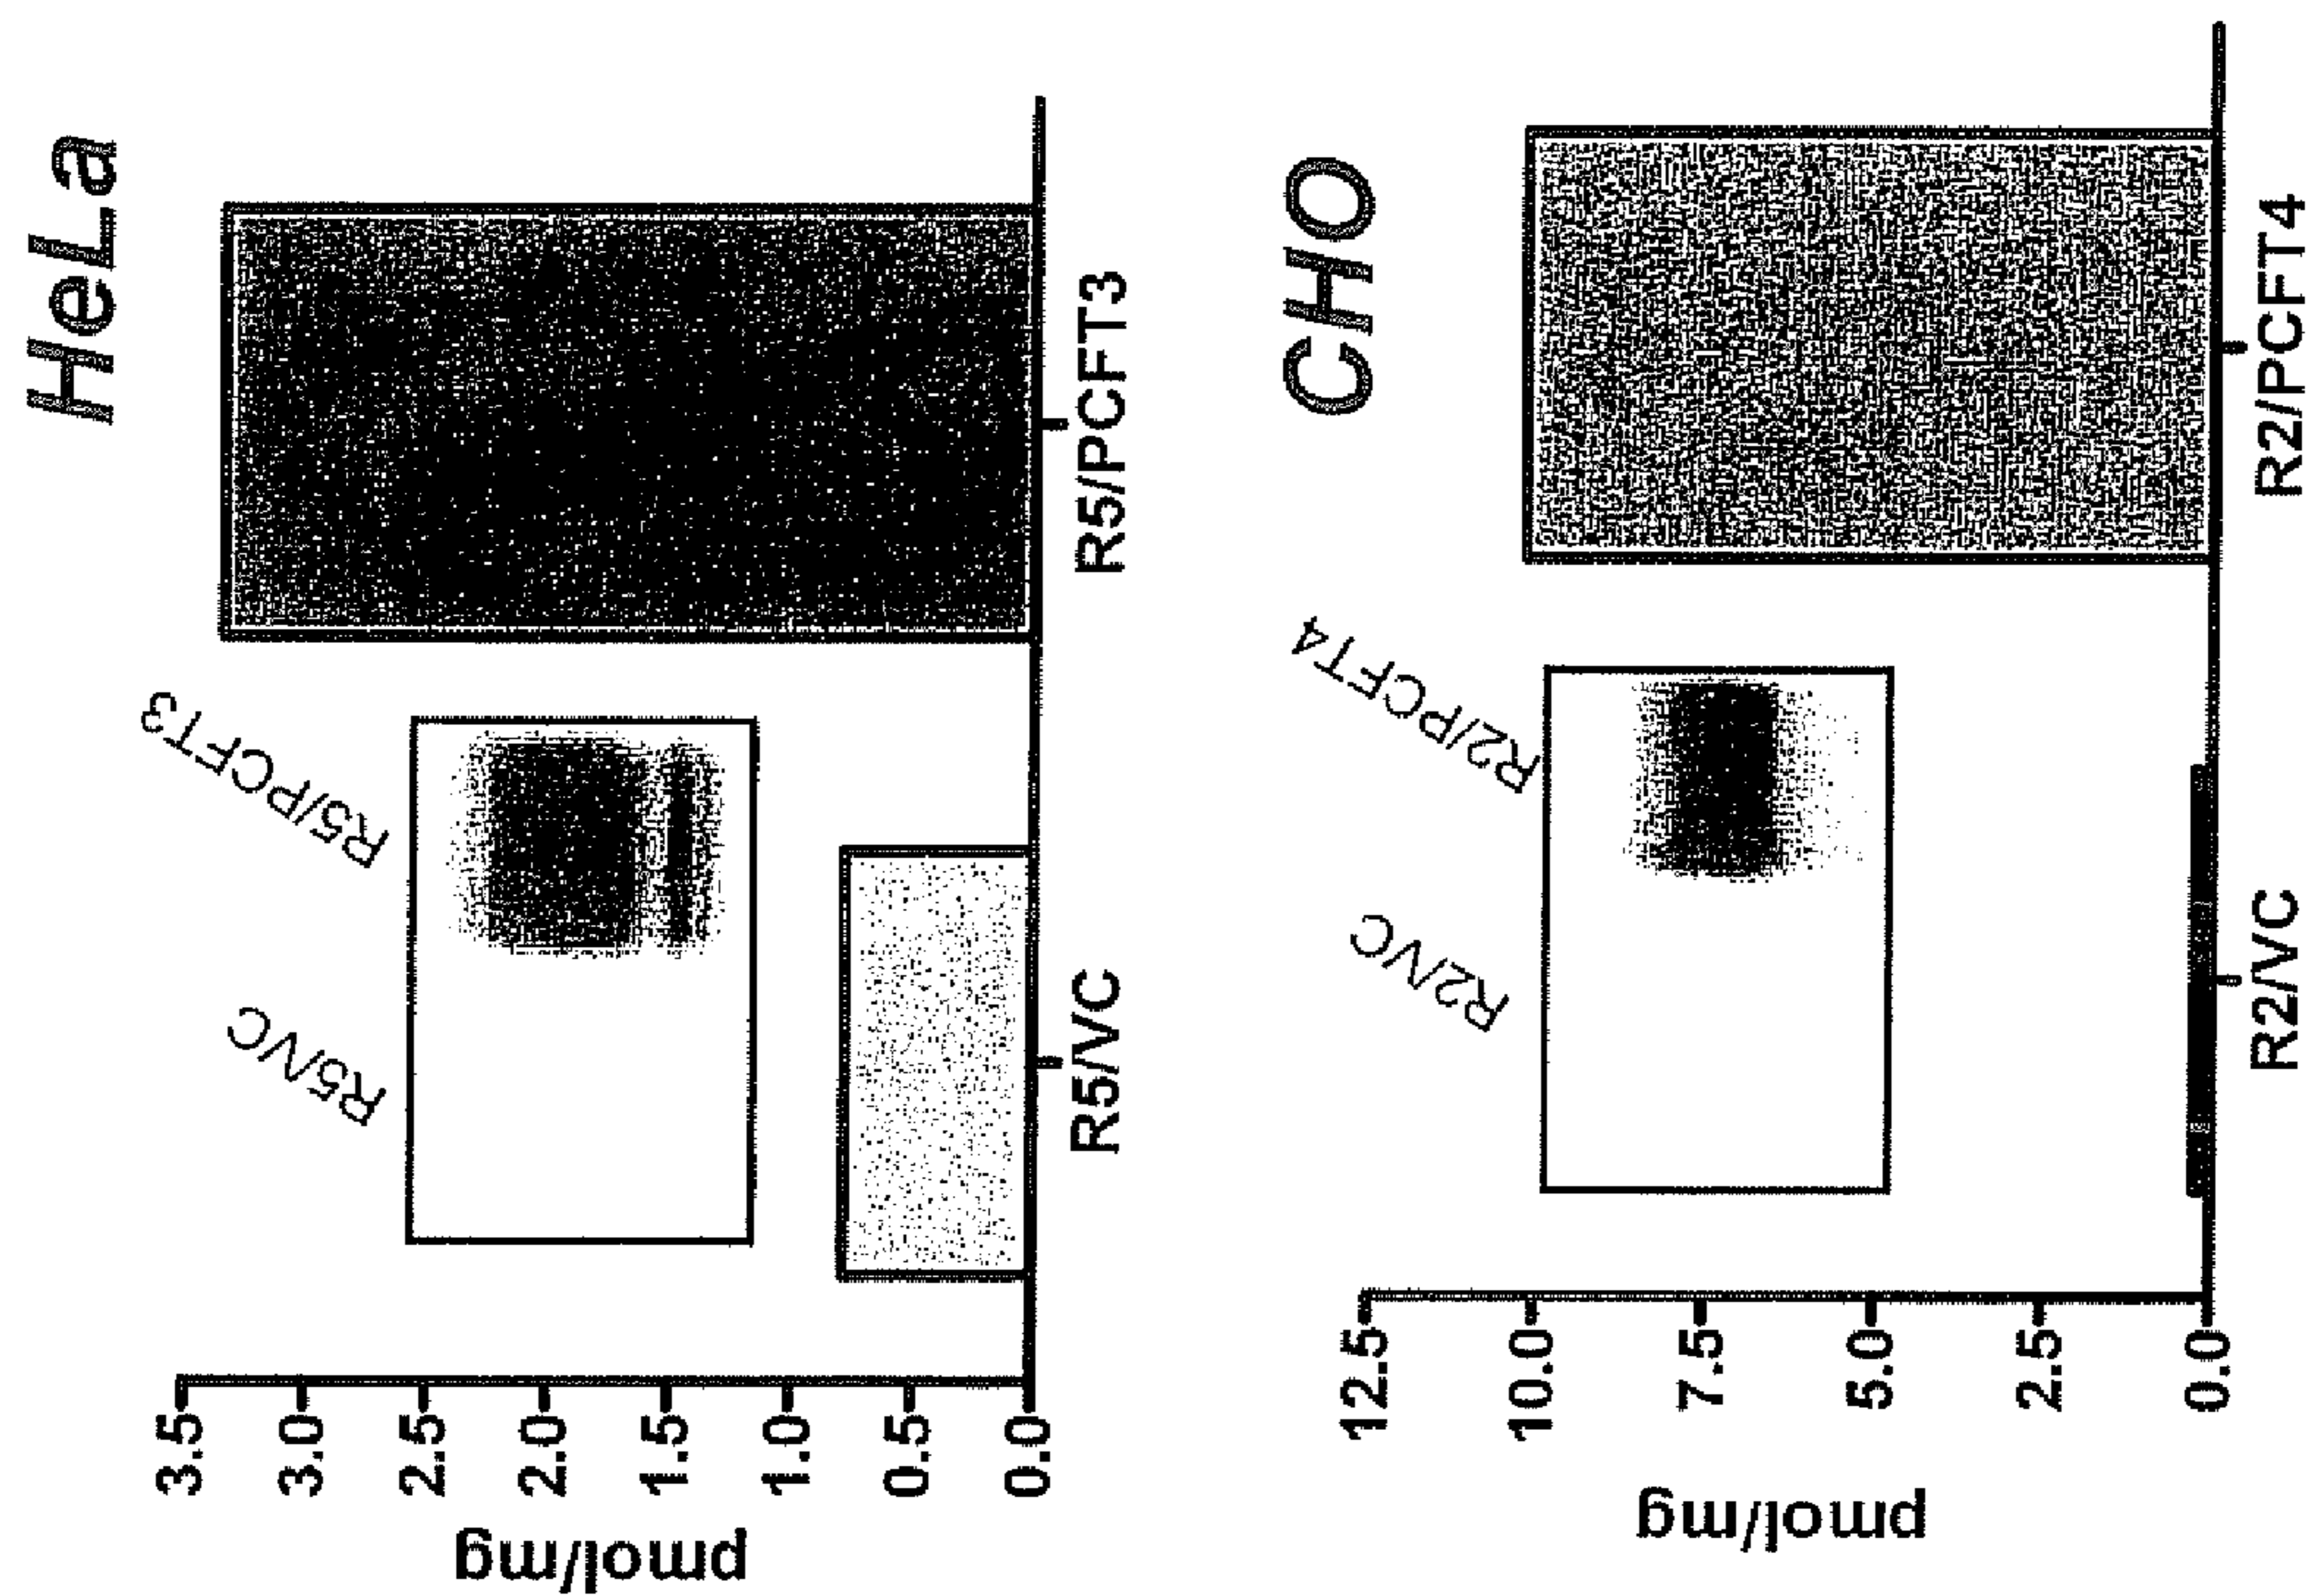 HeLa
pmol/mg
3.5
3.0
2.5
2.0
1.5
1.0
0.5
0.0
R5/VC
R5/PCFT3
R5/VC
R5/PCFT3
CHO
pmol/mg
12.5
10.0
7.5
5.0
2.5
0.0
R2/VC
R2/PCFT4
R2/VC
R2/PCFT4